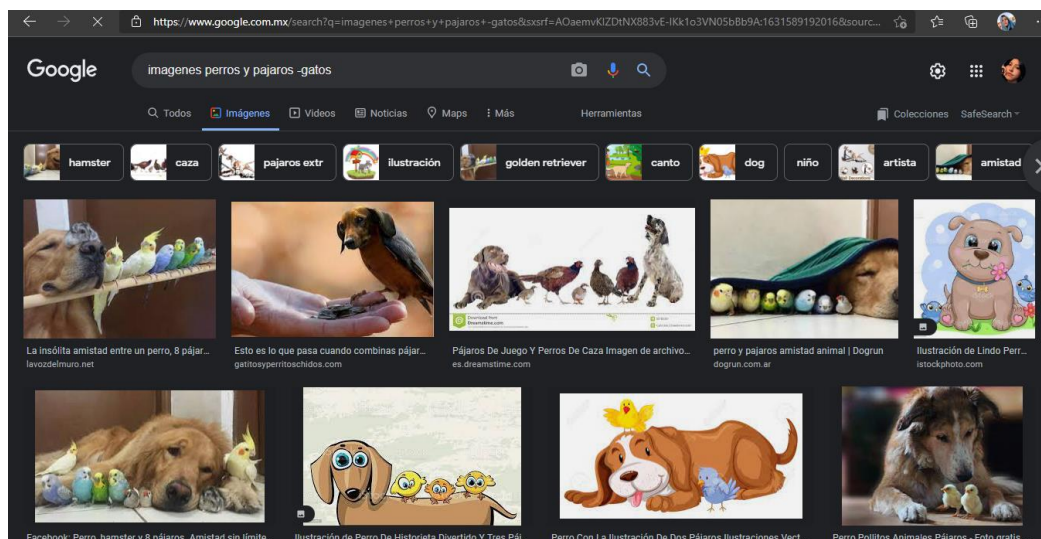 https://www.google.com.mx/search?q=imagenes+perros+y+pajaros+-gatos&sxsrf=AOaemvKIZDtNX883vE-IKk1o3VN05bBb9A:1631589192016&sourc...
Google
imagenes perros y pajaros -gatos
Todos Imágenes Videos Noticias Maps Más Herramientas Colecciones SafeSearch
hamster caza pajaros extr ilustración golden retriever canto dog niño artista amistad
La insólita amistad entre un perro, 8 pájar...
lavozdelmuro.net
Esto es lo que pasa cuando combinas pájar...
gatitosyperritoschidos.com
Dreamstime.com
Pájaros De Juego Y Perros De Caza Imagen de archivo...
es.dreamstime.com
perro y pajaros amistad animal | Dogrun
dogrun.com.ar
Ilustración de Lindo Perr...
istockphoto.com
Facebook: Perro, hamster y 8 pájaros. Amistad sin límite
Ilustración de Perro De Historieta Divertido Y Tres Páj
Perro Con La Ilustración De Dos Pájaros Ilustraciones Vect
Perro Pollitos Animales Pájaros - Foto gratis